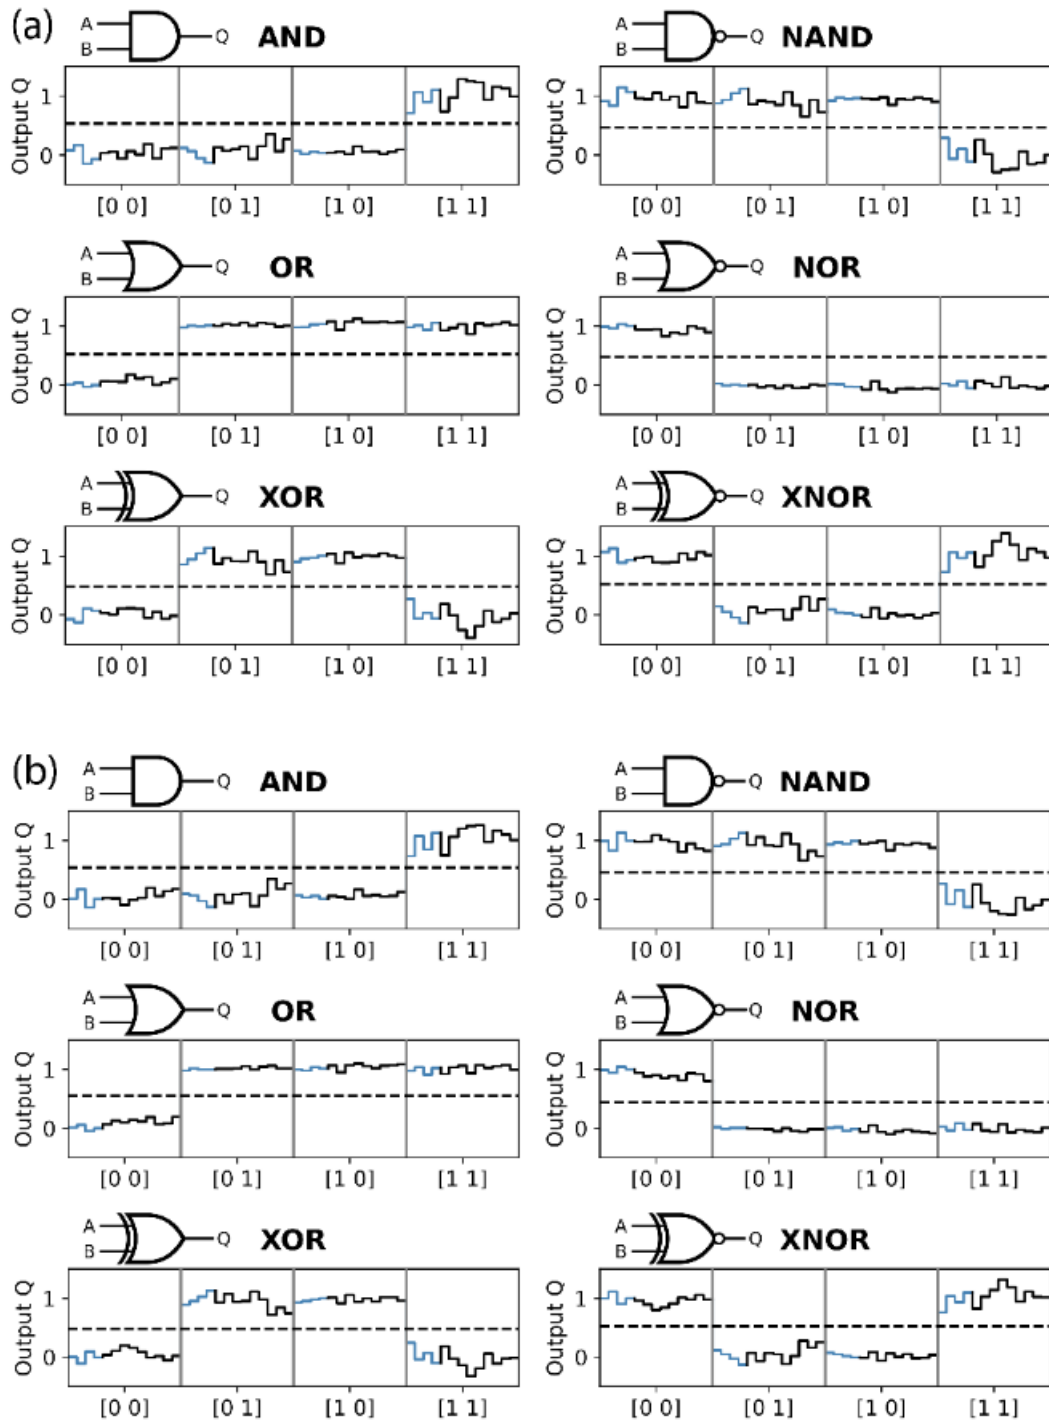 (a)
A
B
Q AND
1
0
Output Q
[0 0] [0 1] [1 0] [1 1]
A
B
Q NAND
1
0
Output Q
[0 0] [0 1] [1 0] [1 1]
A
B
Q OR
1
0
Output Q
[0 0] [0 1] [1 0] [1 1]
A
B
Q NOR
1
0
Output Q
[0 0] [0 1] [1 0] [1 1]
A
B
Q XOR
1
0
Output Q
[0 0] [0 1] [1 0] [1 1]
A
B
Q XNOR
1
0
Output Q
[0 0] [0 1] [1 0] [1 1]
(b)
A
B
Q AND
1
0
Output Q
[0 0] [0 1] [1 0] [1 1]
A
B
Q NAND
1
0
Output Q
[0 0] [0 1] [1 0] [1 1]
A
B
Q OR
1
0
Output Q
[0 0] [0 1] [1 0] [1 1]
A
B
Q NOR
1
0
Output Q
[0 0] [0 1] [1 0] [1 1]
A
B
Q XOR
1
0
Output Q
[0 0] [0 1] [1 0] [1 1]
A
B
Q XNOR
1
0
Output Q
[0 0] [0 1] [1 0] [1 1]